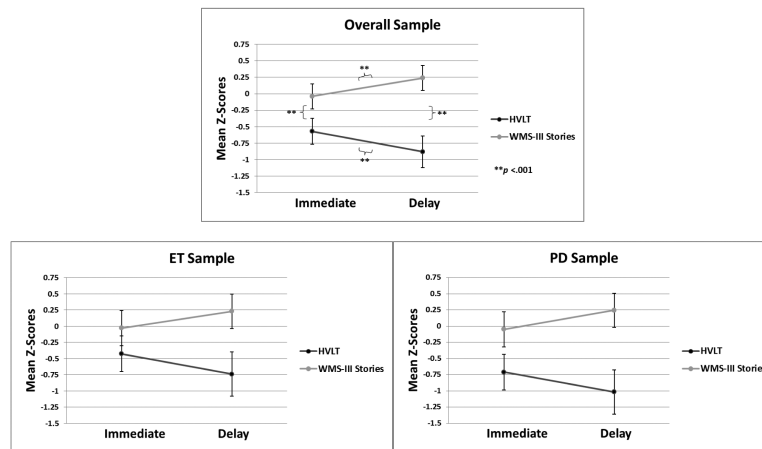 Overall Sample
Mean Z-Scores
0.75
0.5
0.25
0
-0.25
-0.5
-0.75
-1
-1.25
-1.5
**
**
**
**
Immediate
Delay
HVLT
WMS-III Stories
**p <.001
ET Sample
Mean Z-Scores
0.75
0.5
0.25
0
-0.25
-0.5
-0.75
-1
-1.25
-1.5
Immediate
Delay
HVLT
WMS-III Stories
PD Sample
Mean Z-Scores
0.75
0.5
0.25
0
-0.25
-0.5
-0.75
-1
-1.25
-1.5
Immediate
Delay
HVLT
WMS-III Stories